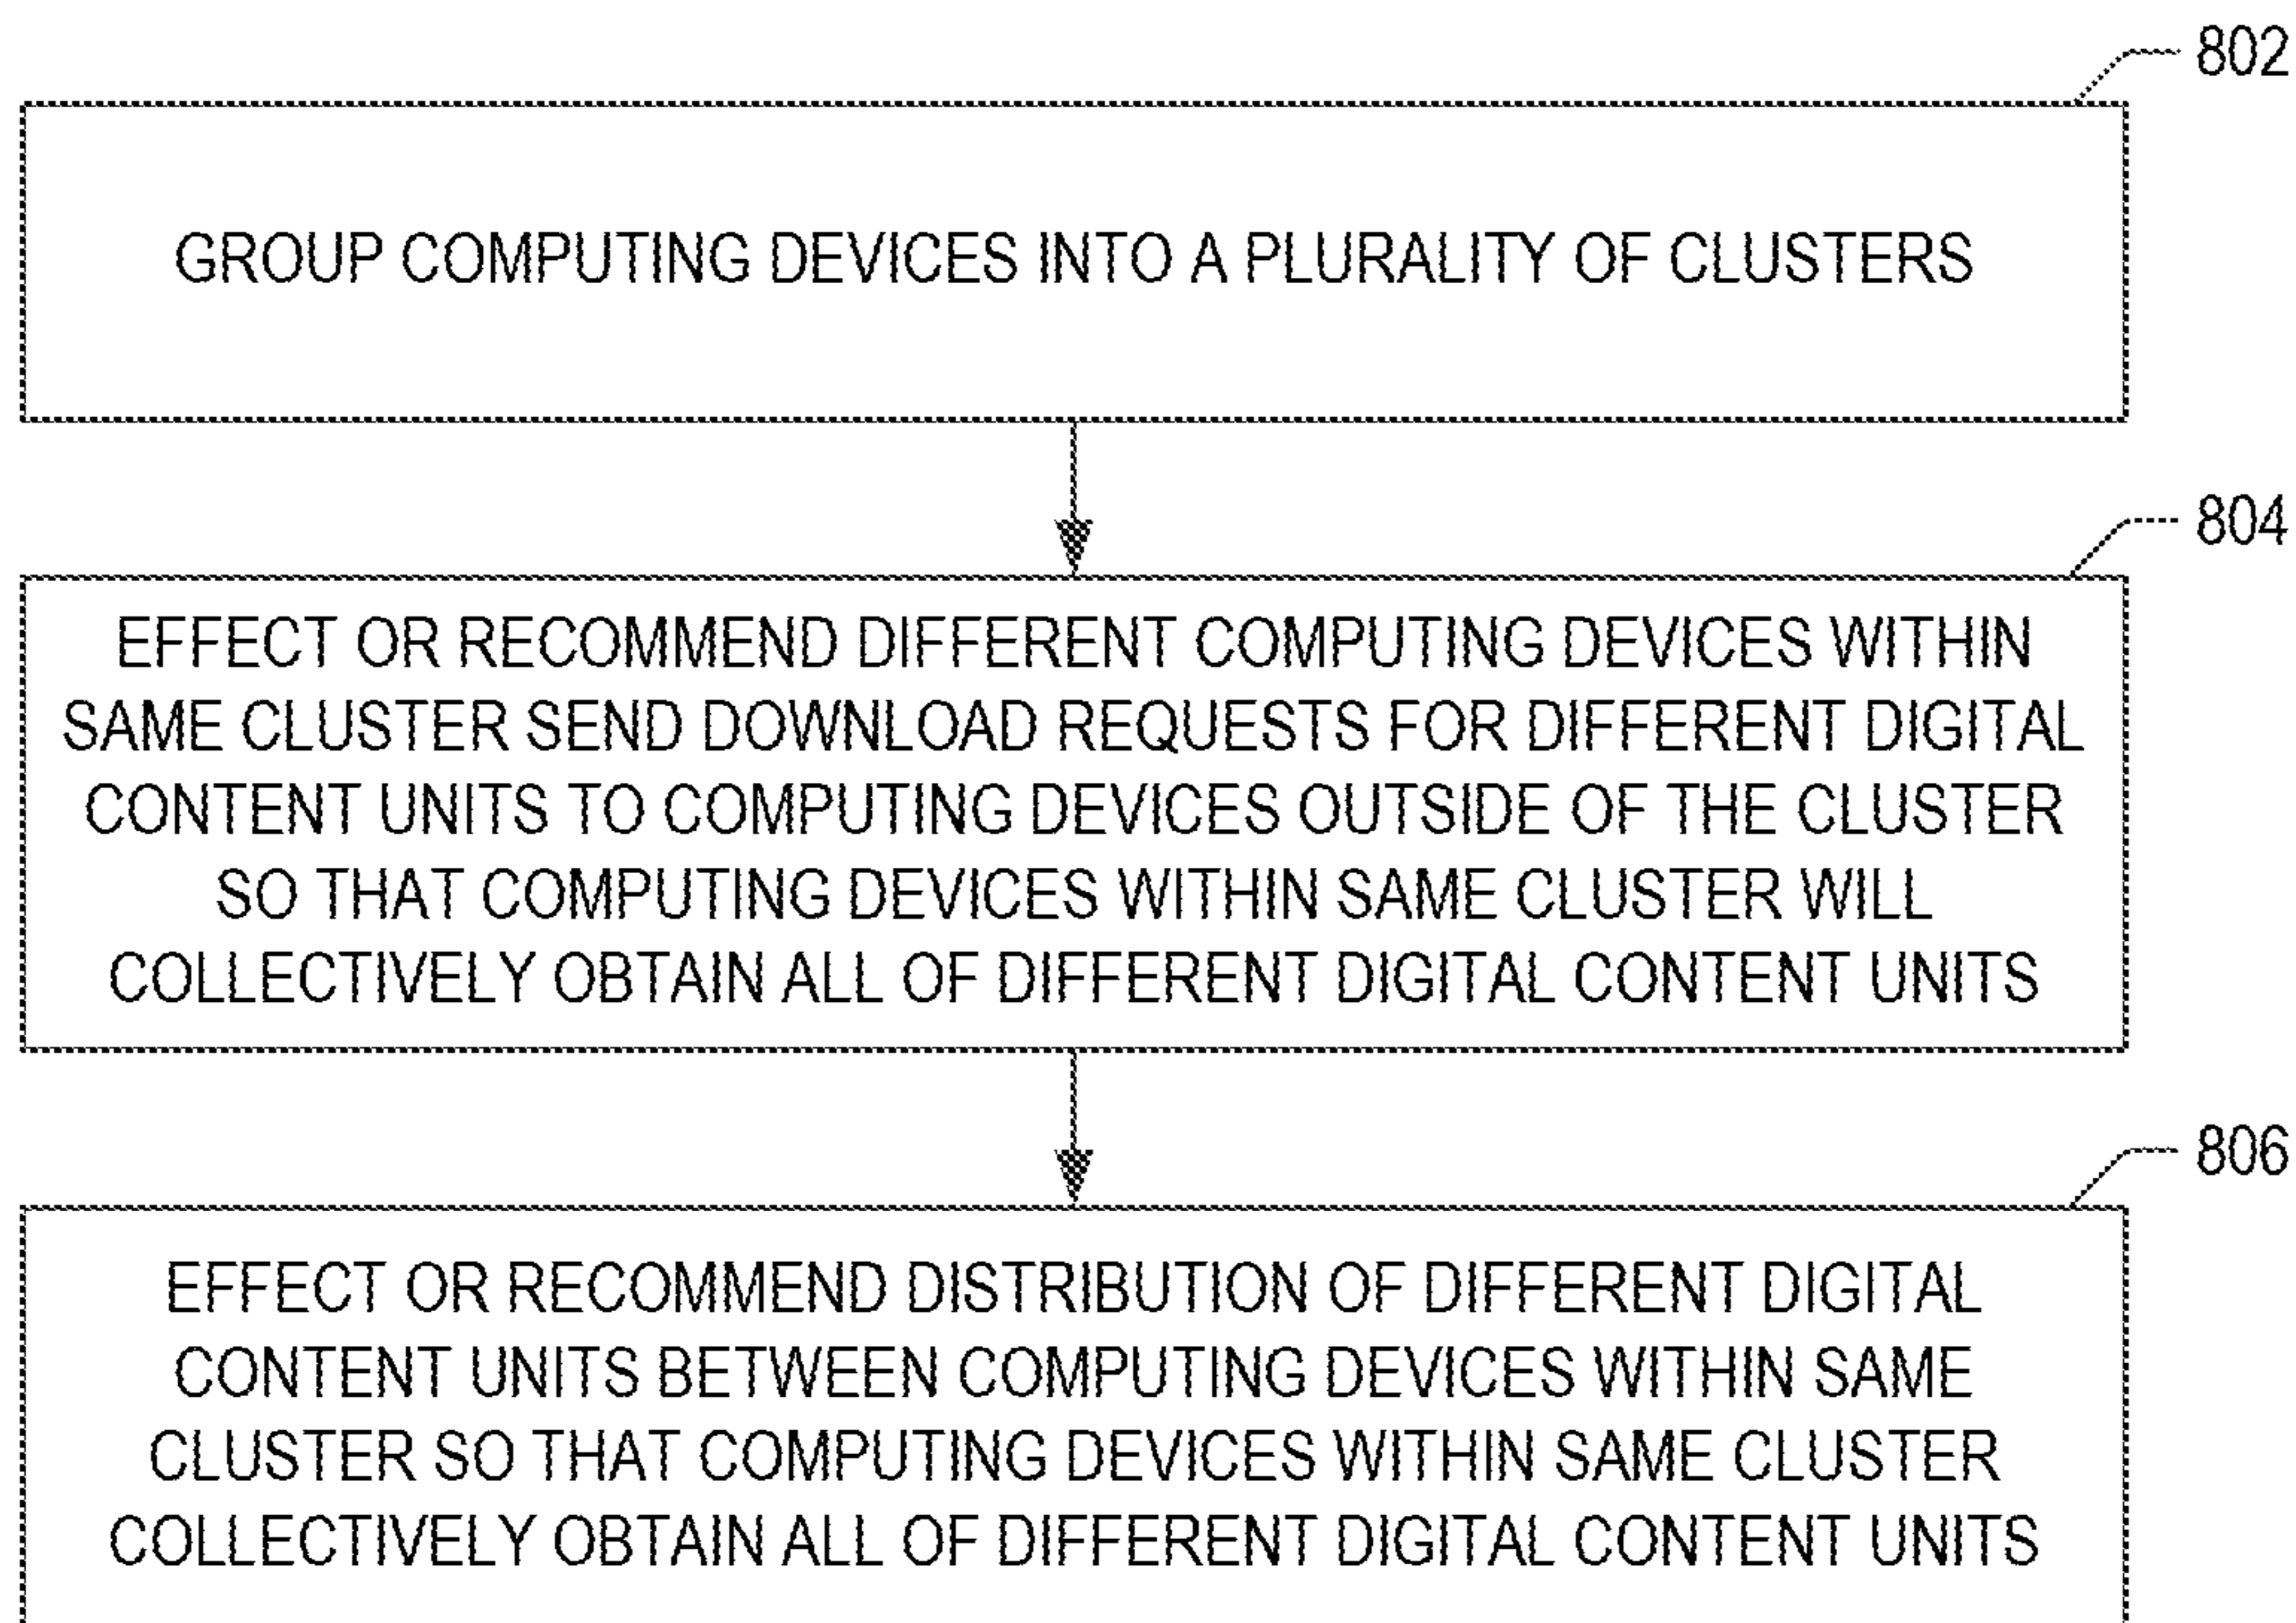 802
GROUP COMPUTING DEVICES INTO A PLURALITY OF CLUSTERS
804
EFFECT OR RECOMMEND DIFFERENT COMPUTING DEVICES WITHIN
SAME CLUSTER SEND DOWNLOAD REQUESTS FOR DIFFERENT DIGITAL
CONTENT UNITS TO COMPUTING DEVICES OUTSIDE OF THE CLUSTER
SO THAT COMPUTING DEVICES WITHIN SAME CLUSTER WILL
COLLECTIVELY OBTAIN ALL OF DIFFERENT DIGITAL CONTENT UNITS
806
EFFECT OR RECOMMEND DISTRIBUTION OF DIFFERENT DIGITAL
CONTENT UNITS BETWEEN COMPUTING DEVICES WITHIN SAME
CLUSTER SO THAT COMPUTING DEVICES WITHIN SAME CLUSTER
COLLECTIVELY OBTAIN ALL OF DIFFERENT DIGITAL CONTENT UNITS